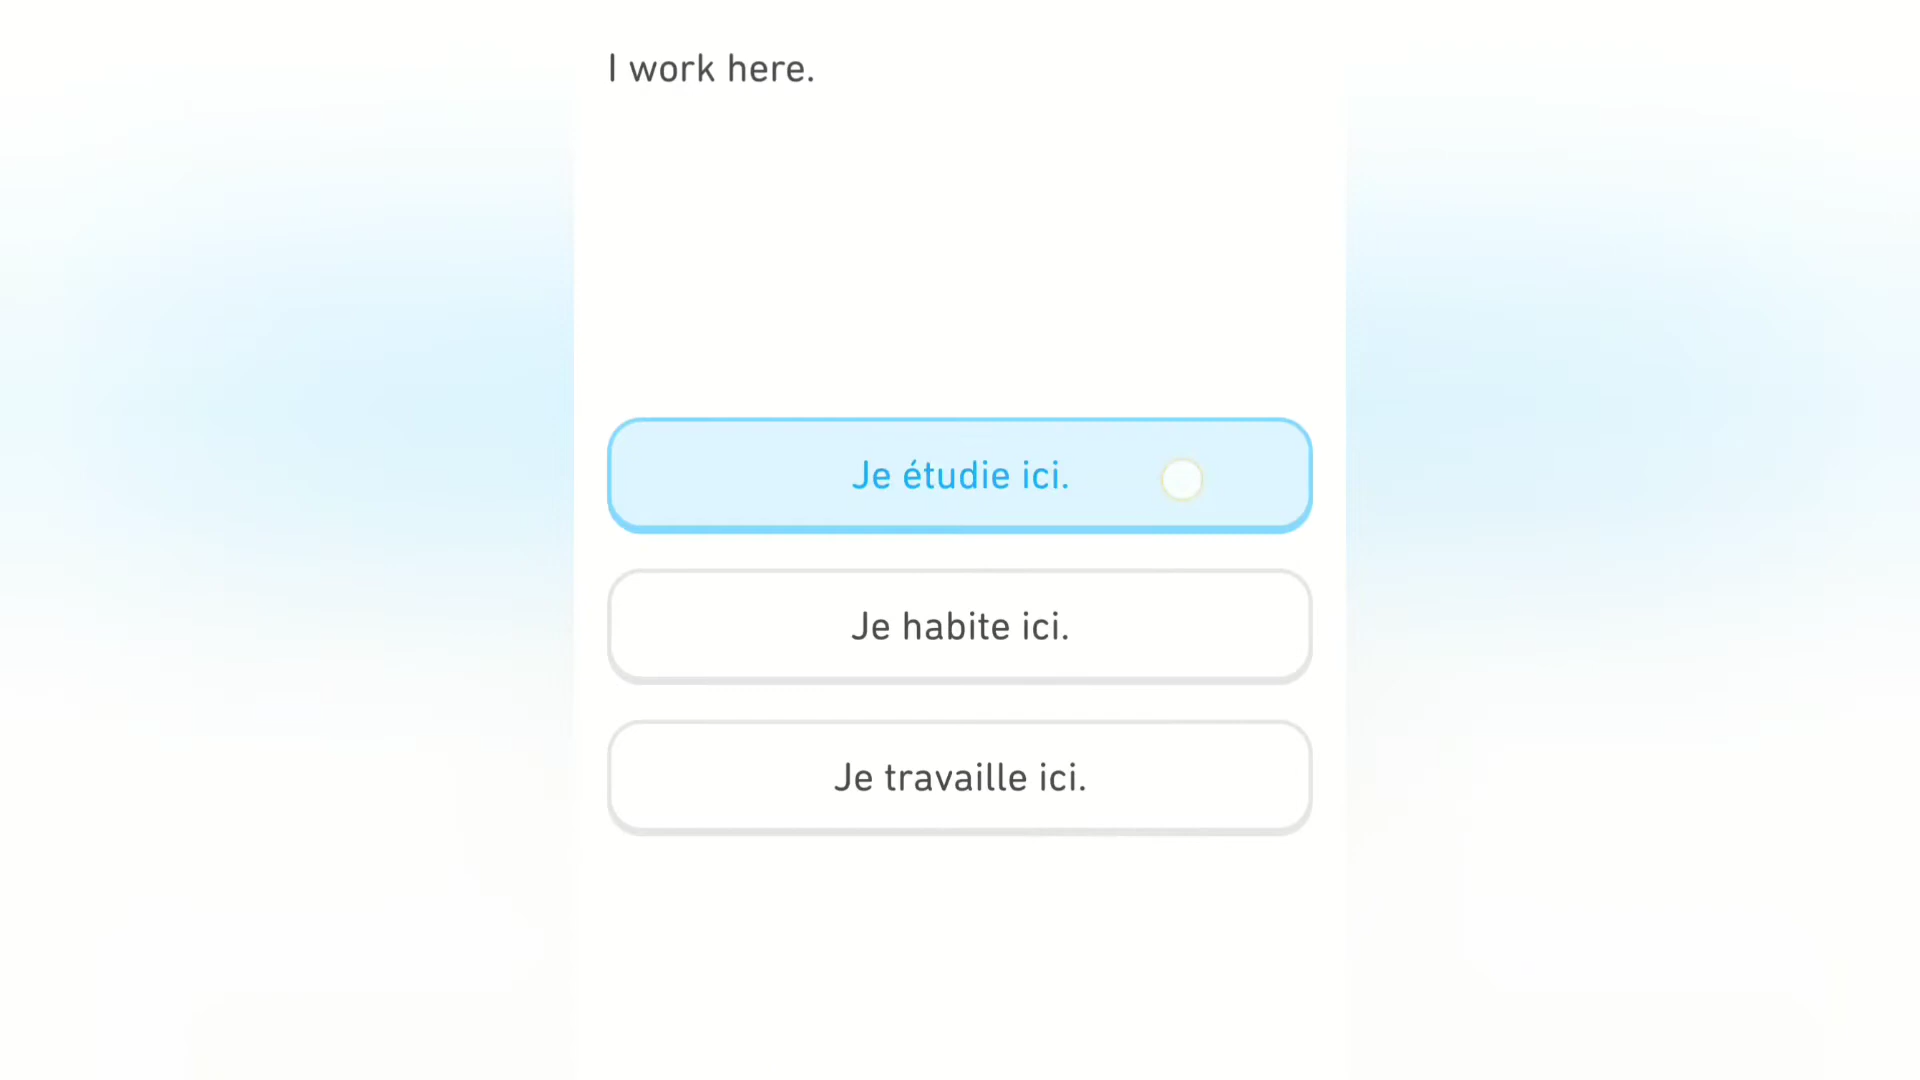 I work here.
Je étudie ici.
Je habite ici.
Je travaille ici.